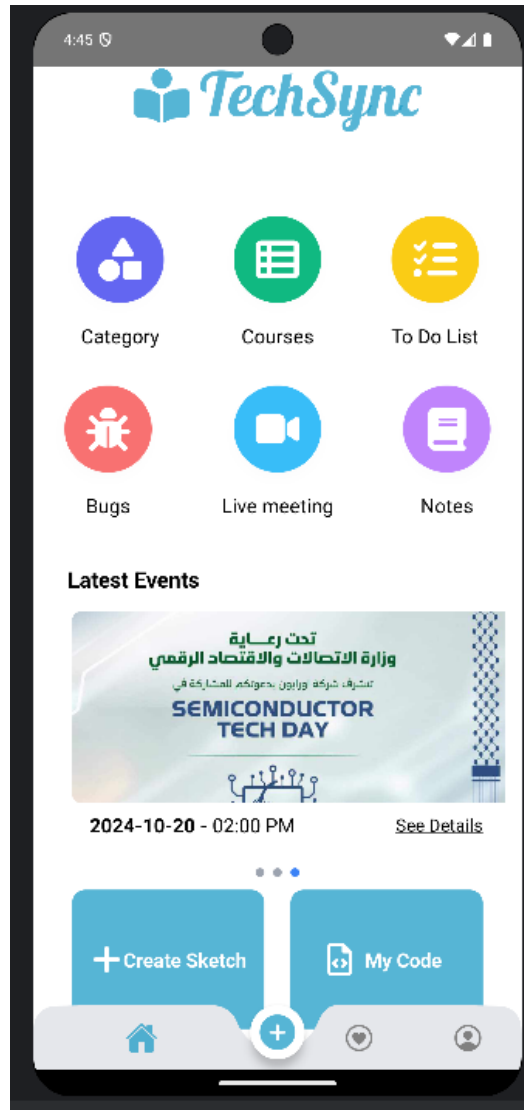 4:45
TechSync
Category
Courses
To Do List
Bugs
Live meeting
Notes
Latest Events
تحت رعـــاية
وزارة الاتصالات والاقتصاد الرقمي
تتشرف شركة ورابون بدعوتكم للمشاركة في
SEMICONDUCTOR
TECH DAY
2024-10-20 - 02:00 PM
See Details
Create Sketch
My Code